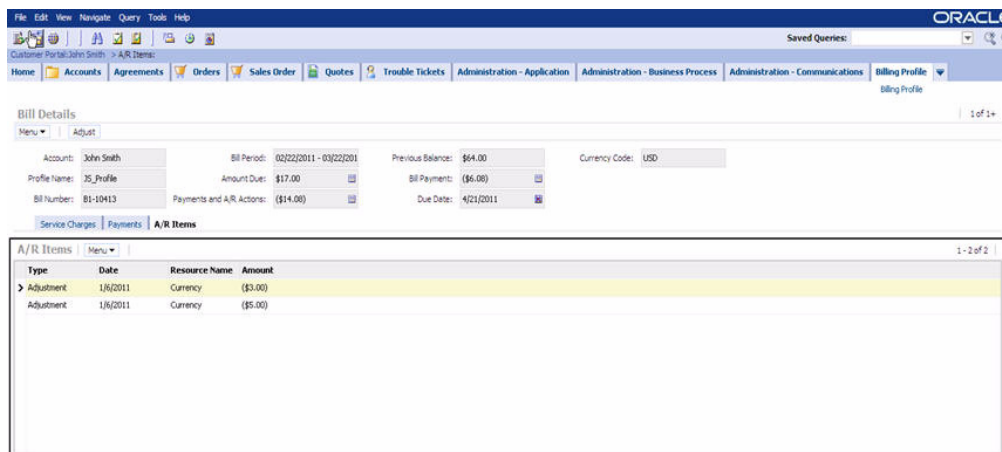 File Edit View Navigate Query Tools Help ORACL
Saved Queries:
Customer Portal:John Smith > A/R Items:
Home Accounts Agreements Orders Sales Order Quotes Trouble Tickets Administration - Application Administration - Business Process Administration - Communications Billing Profile
Billing Profile
Bill Details 1 of 1+
Menu Adjust
Account: John Smith Bill Period: 02/22/2011 - 03/22/201 Previous Balance: $64.00 Currency Code: USD
Profile Name: JS_Profile Amount Due: $17.00 Bill Payment: ($6.08)
Bill Number: B1-10413 Payments and A/R Actions: ($14.08) Due Date: 4/21/2011
Service Charges Payments A/R Items
A/R Items Menu 1 - 2 of 2
Type Date Resource Name Amount
Adjustment 1/6/2011 Currency ($3.00)
Adjustment 1/6/2011 Currency ($5.00)